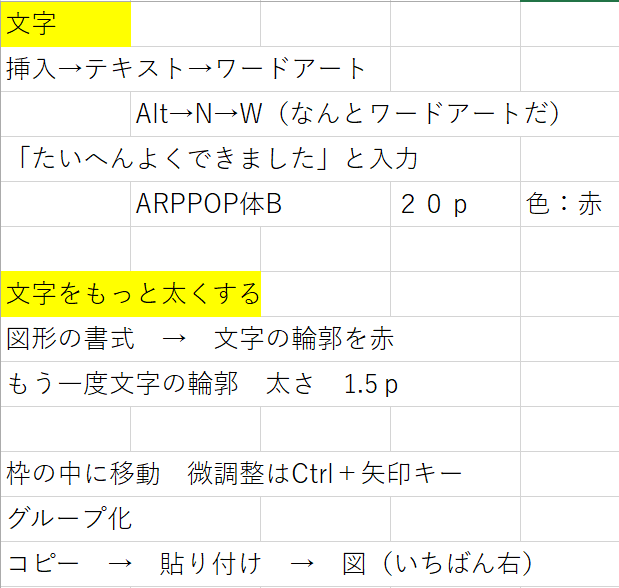 文字
挿入→テキスト→ワードアート
Alt→N→W（なんとワードアートだ）
「たいへんよくできました」と入力
ARPPOP体B　２０ｐ　色：赤
文字をもっと太くする
図形の書式　→　文字の輪郭を赤
もう一度文字の輪郭　太さ　1.5ｐ
枠の中に移動　微調整はCtrl＋矢印キー
グループ化
コピー　→　貼り付け　→　図（いちばん右）